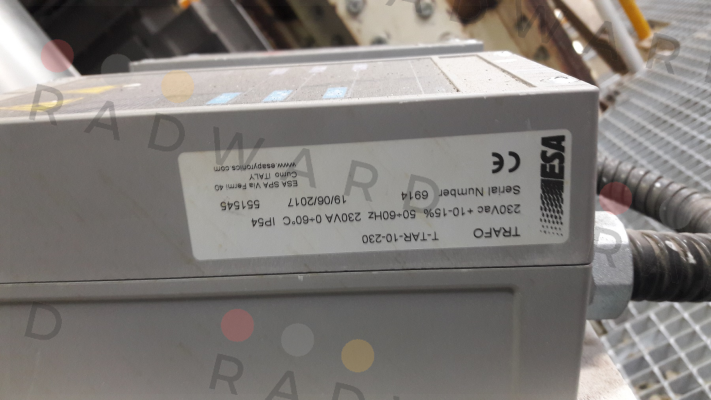 TRAFO T-TAR-10-230
230Vac +10-15% 50÷60Hz 230VA 0÷60°C IP54
Serial Number 6914 19/06/2017 551545
ESA
CE
ESA SPA Via Fermi 40
Curno ITALY
www.esapyronics.com
RADWARD
RADWARD
D